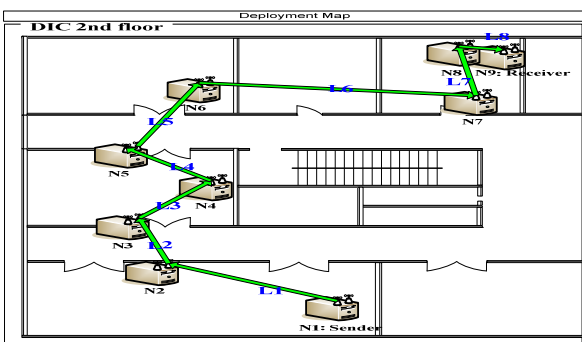 Deployment Map
DIC 2nd floor
L8
N8 N9: Receiver
L7
L6
N6
N7
L5
N5
L4
N4
L3
N3
L2
N2
L1
N1: Sender